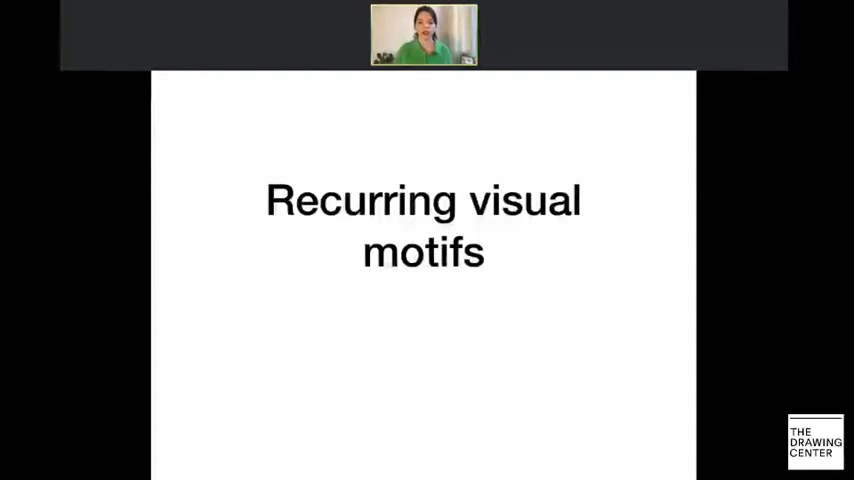 Recurring visual
motifs
THE
DRAWING
CENTER